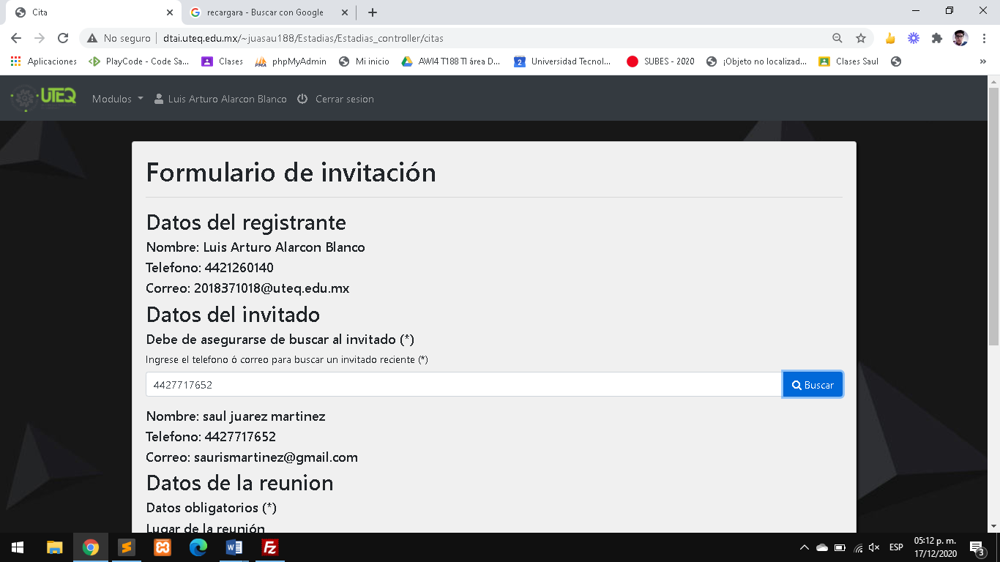 Cita
recargara - Buscar con Google
No seguro
dtai.uteq.edu.mx/~juasau188/Estadias/Estadias_controller/citas
Aplicaciones
PlayCode - Code Sa...
Clases
phpMyAdmin
Mi inicio
AWI4 T188 TI área D...
Universidad Tecnol...
SUBES - 2020
¡Objeto no localizad...
Clases Saul
»
UTEQ
Modulos
Luis Arturo Alarcon Blanco
Cerrar sesion
Formulario de invitación
Datos del registrante
Nombre: Luis Arturo Alarcon Blanco
Telefono: 4421260140
Correo: 2018371018@uteq.edu.mx
Datos del invitado
Debe de asegurarse de buscar al invitado (*)
Ingrese el telefono ó correo para buscar un invitado reciente (*)
4427717652
Buscar
Nombre: saul juarez martinez
Telefono: 4427717652
Correo: saurismartinez@gmail.com
Datos de la reunion
Datos obligatorios (*)
Lugar de la reunión
ESP
05:12 p. m.
17/12/2020
3